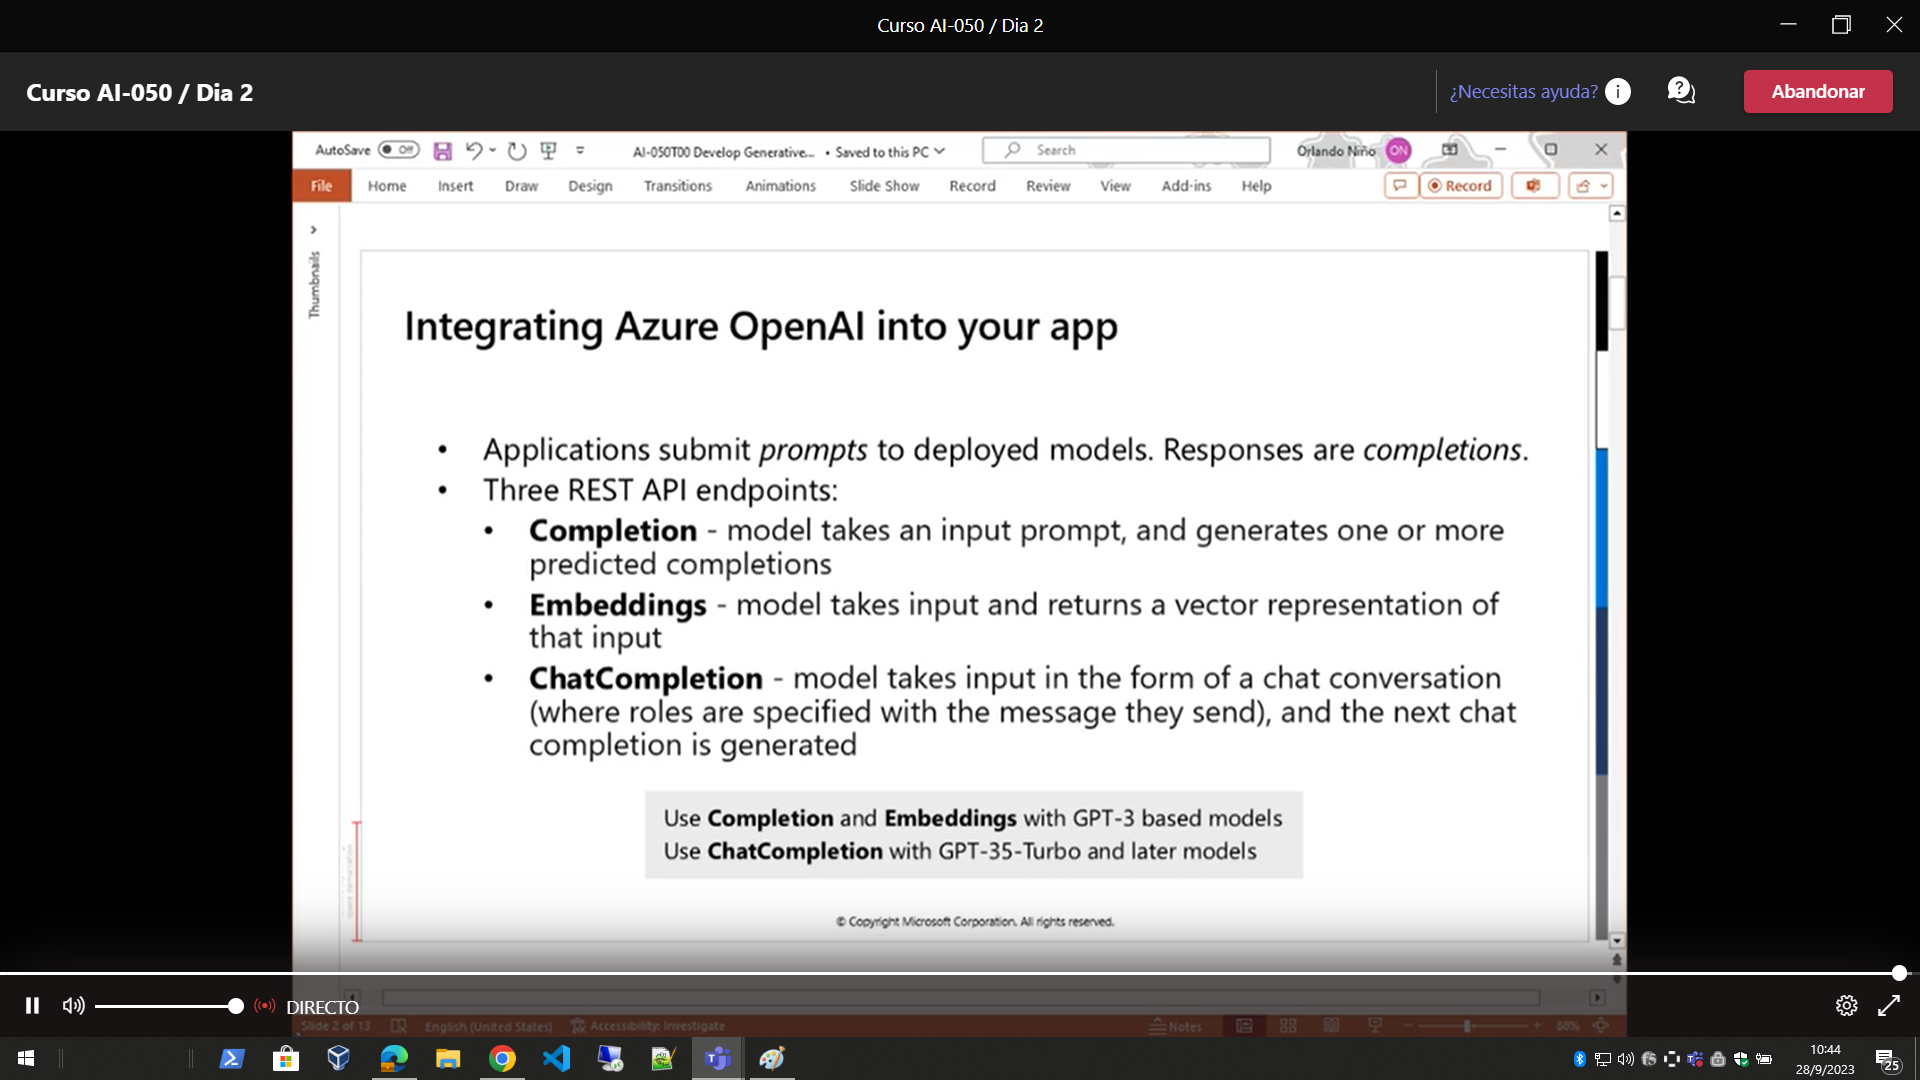 Curso AI-050 / Dia 2
Curso AI-050 / Dia 2
¿Necesitas ayuda?
Abandonar
AutoSave Off
AI-050T00 Develop Generative... • Saved to this PC
Search
Orlando Niño ON
File Home Insert Draw Design Transitions Animations Slide Show Record Review View Add-ins Help
Record
Thumbnails
Integrating Azure OpenAI into your app
• Applications submit prompts to deployed models. Responses are completions.
• Three REST API endpoints:
• Completion - model takes an input prompt, and generates one or more
predicted completions
• Embeddings - model takes input and returns a vector representation of
that input
• ChatCompletion - model takes input in the form of a chat conversation
(where roles are specified with the message they send), and the next chat
completion is generated
Use Completion and Embeddings with GPT-3 based models
Use ChatCompletion with GPT-35-Turbo and later models
© Copyright Microsoft Corporation. All rights reserved.
DIRECTO
Slide 2 of 13 English (United States) Accessibility: Investigate
Notes
88%
10:44
28/9/2023
25